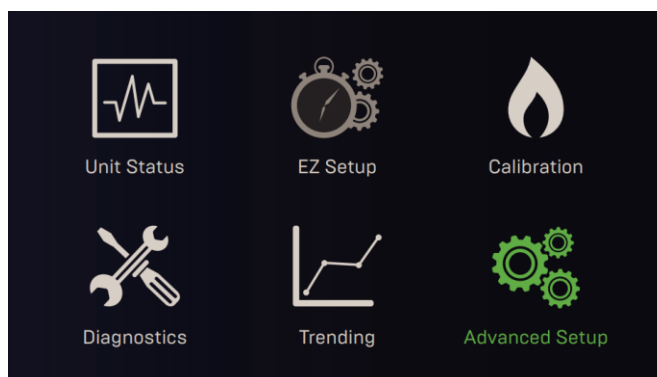 Unit Status
EZ Setup
Calibration
Diagnostics
Trending
Advanced Setup